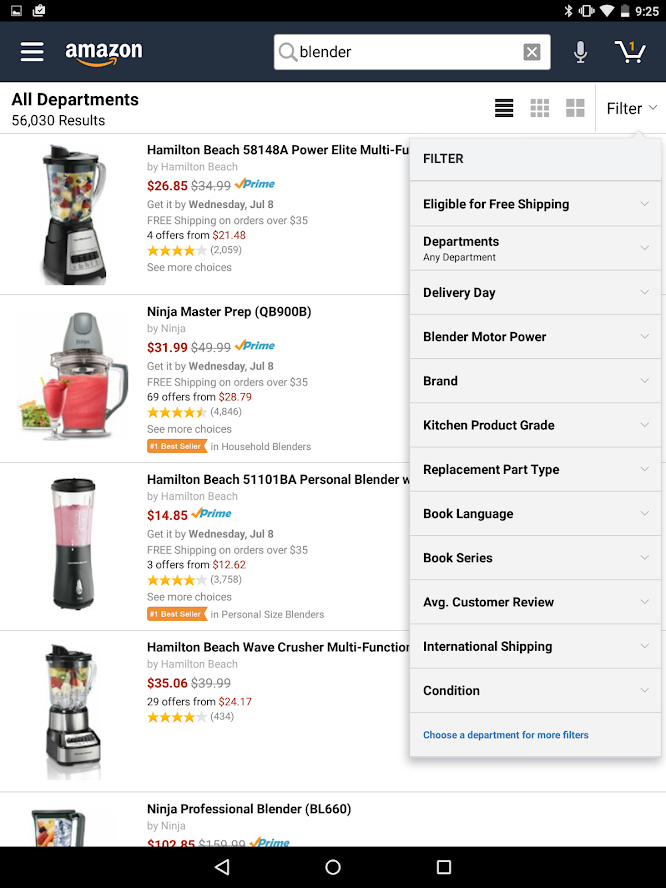 9:25
amazon
blender
1
All Departments
56,030 Results
Filter
Hamilton Beach 58148A Power Elite Multi-Fu
by Hamilton Beach
$26.85 $34.99 Prime
Get it by Wednesday, Jul 8
FREE Shipping on orders over $35
4 offers from $21.48
(2,059)
See more choices
Ninja Master Prep (QB900B)
by Ninja
$31.99 $49.99 Prime
Get it by Wednesday, Jul 8
FREE Shipping on orders over $35
69 offers from $28.79
(4,846)
See more choices
#1 Best Seller in Household Blenders
Hamilton Beach 51101BA Personal Blender w
by Hamilton Beach
$14.85 Prime
Get it by Wednesday, Jul 8
FREE Shipping on orders over $35
3 offers from $12.62
(3,758)
See more choices
#1 Best Seller in Personal Size Blenders
Hamilton Beach Wave Crusher Multi-Function
by Hamilton Beach
$35.06 $39.99
29 offers from $24.17
(434)
Ninja Professional Blender (BL660)
by Ninja
$102.85 $159.99 Prime
FILTER
Eligible for Free Shipping
Departments
Any Department
Delivery Day
Blender Motor Power
Brand
Kitchen Product Grade
Replacement Part Type
Book Language
Book Series
Avg. Customer Review
International Shipping
Condition
Choose a department for more filters